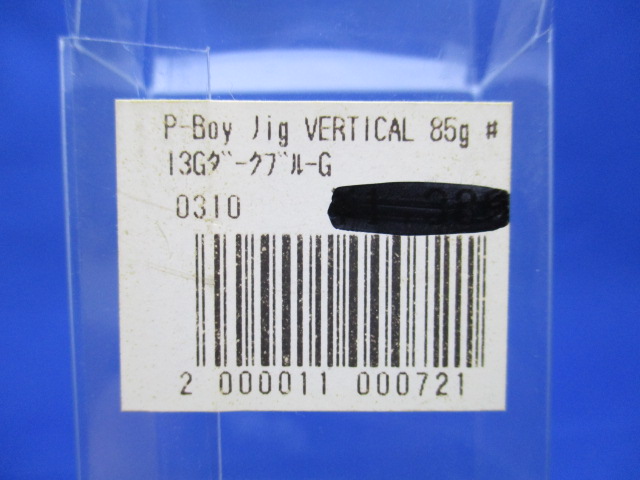 P-Boy Jig VERTICAL 85g #
13GﾀﾞｰｸﾌﾞﾙｰG
0310
2 000011 000721